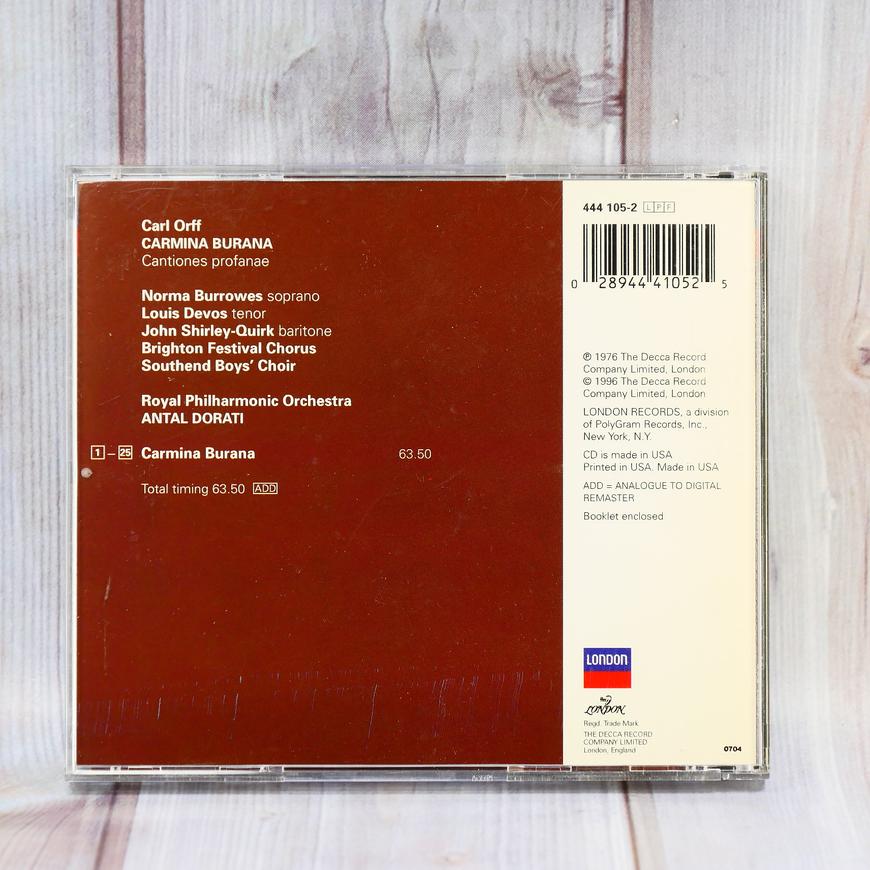 Carl Orff
CARMINA BURANA
Cantiones profanae
Norma Burrowes soprano
Louis Devos tenor
John Shirley-Quirk baritone
Brighton Festival Chorus
Southend Boys' Choir
Royal Philharmonic Orchestra
ANTAL DORATI
1 – 25 Carmina Burana 63.50
Total timing 63.50 ADD
444 105-2 LPF
0 28944 41052 5
℗ 1976 The Decca Record
Company Limited, London
© 1996 The Decca Record
Company Limited, London
LONDON RECORDS, a division
of PolyGram Records, Inc.,
New York, N.Y.
CD is made in USA
Printed in USA. Made in USA
ADD = ANALOGUE TO DIGITAL
REMASTER
Booklet enclosed
LONDON
LONDON
Regd. Trade Mark
THE DECCA RECORD
COMPANY LIMITED
London, England
0704